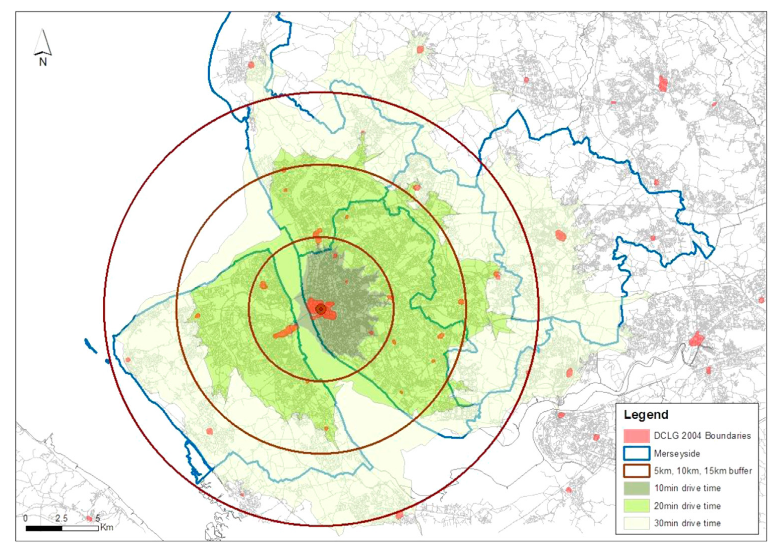 N
Legend
DCLG 2004 Boundaries
Merseyside
5km, 10km, 15km buffer
10min drive time
20min drive time
30min drive time
0 2.5 5
Km